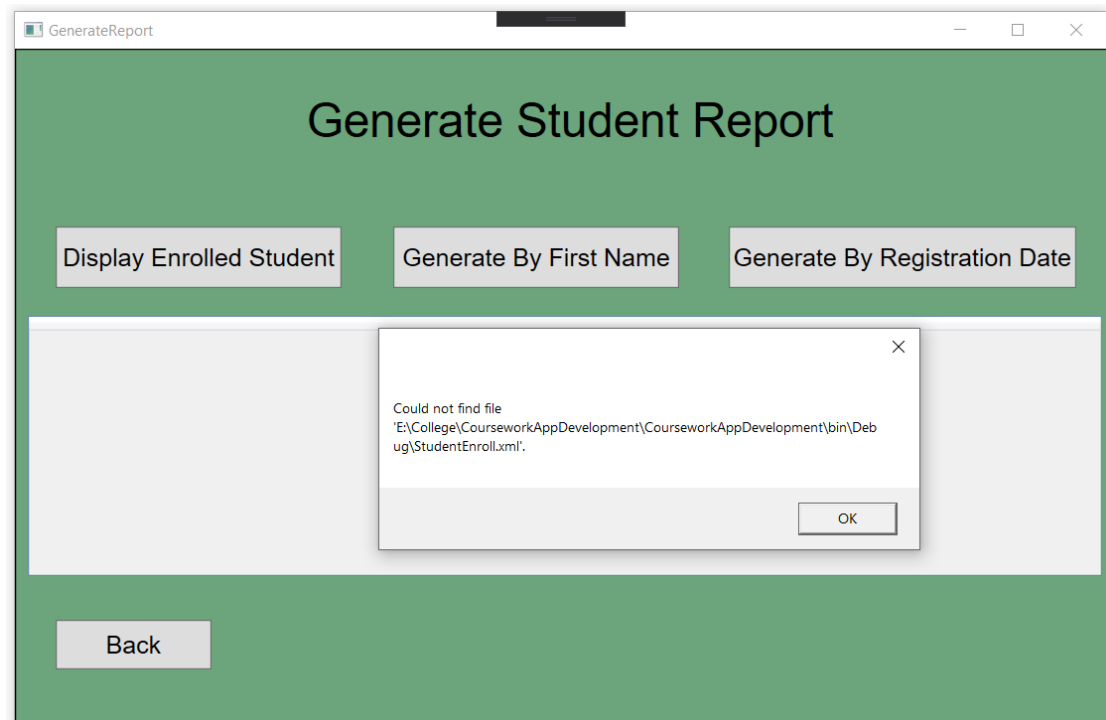 GenerateReport
Generate Student Report
Display Enrolled Student
Generate By First Name
Generate By Registration Date
Could not find file
'E:\College\CourseworkAppDevelopment\CourseworkAppDevelopment\bin\Deb
ug\StudentEnroll.xml'.
OK
Back